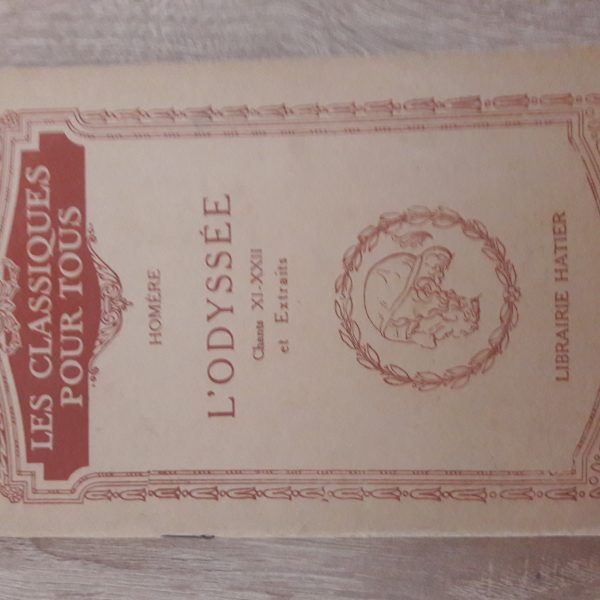 LES CLASSIQUES
POUR TOUS
HOMÈRE
L'ODYSSÉE
Chants XI-XXII
et Extraits
LIBRAIRIE HATIER